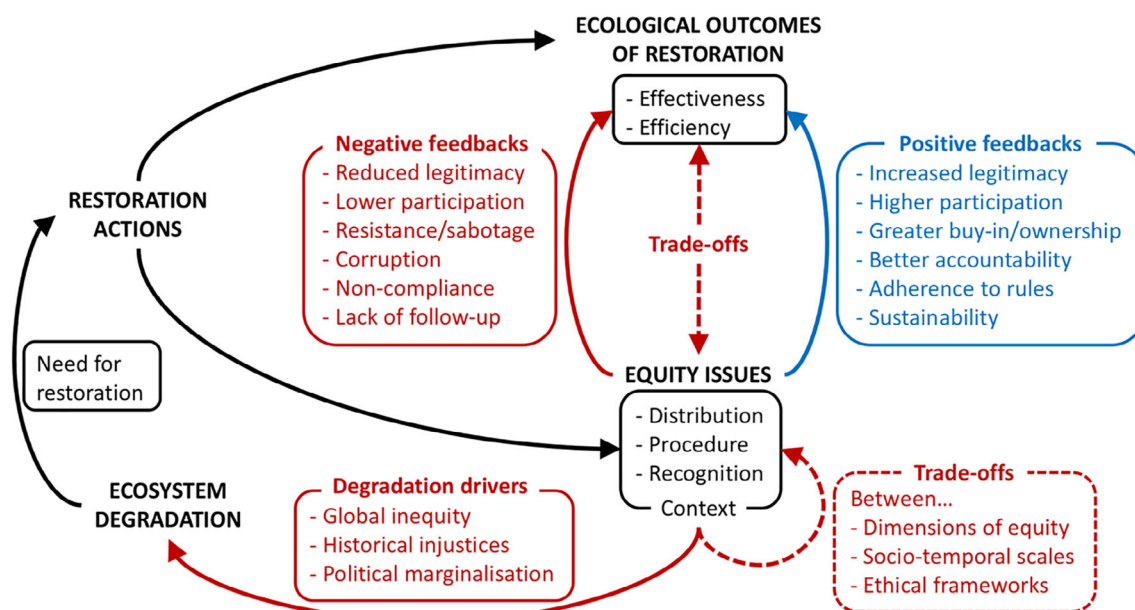 ECOLOGICAL OUTCOMES
OF RESTORATION
- Effectiveness
- Efficiency
Negative feedbacks
- Reduced legitimacy
- Lower participation
- Resistance/sabotage
- Corruption
- Non-compliance
- Lack of follow-up
Trade-offs
Positive feedbacks
- Increased legitimacy
- Higher participation
- Greater buy-in/ownership
- Better accountability
- Adherence to rules
- Sustainability
RESTORATION
ACTIONS
Need for
restoration
EQUITY ISSUES
- Distribution
- Procedure
- Recognition
Context
ECOSYSTEM
DEGRADATION
Degradation drivers
- Global inequity
- Historical injustices
- Political marginalisation
Trade-offs
Between...
- Dimensions of equity
- Socio-temporal scales
- Ethical frameworks